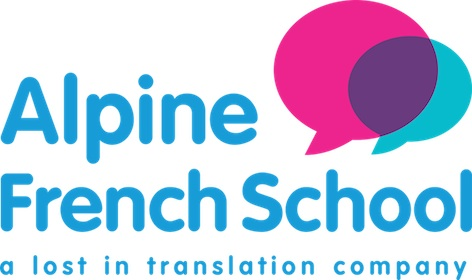 Alpine
French School
a lost in translation company